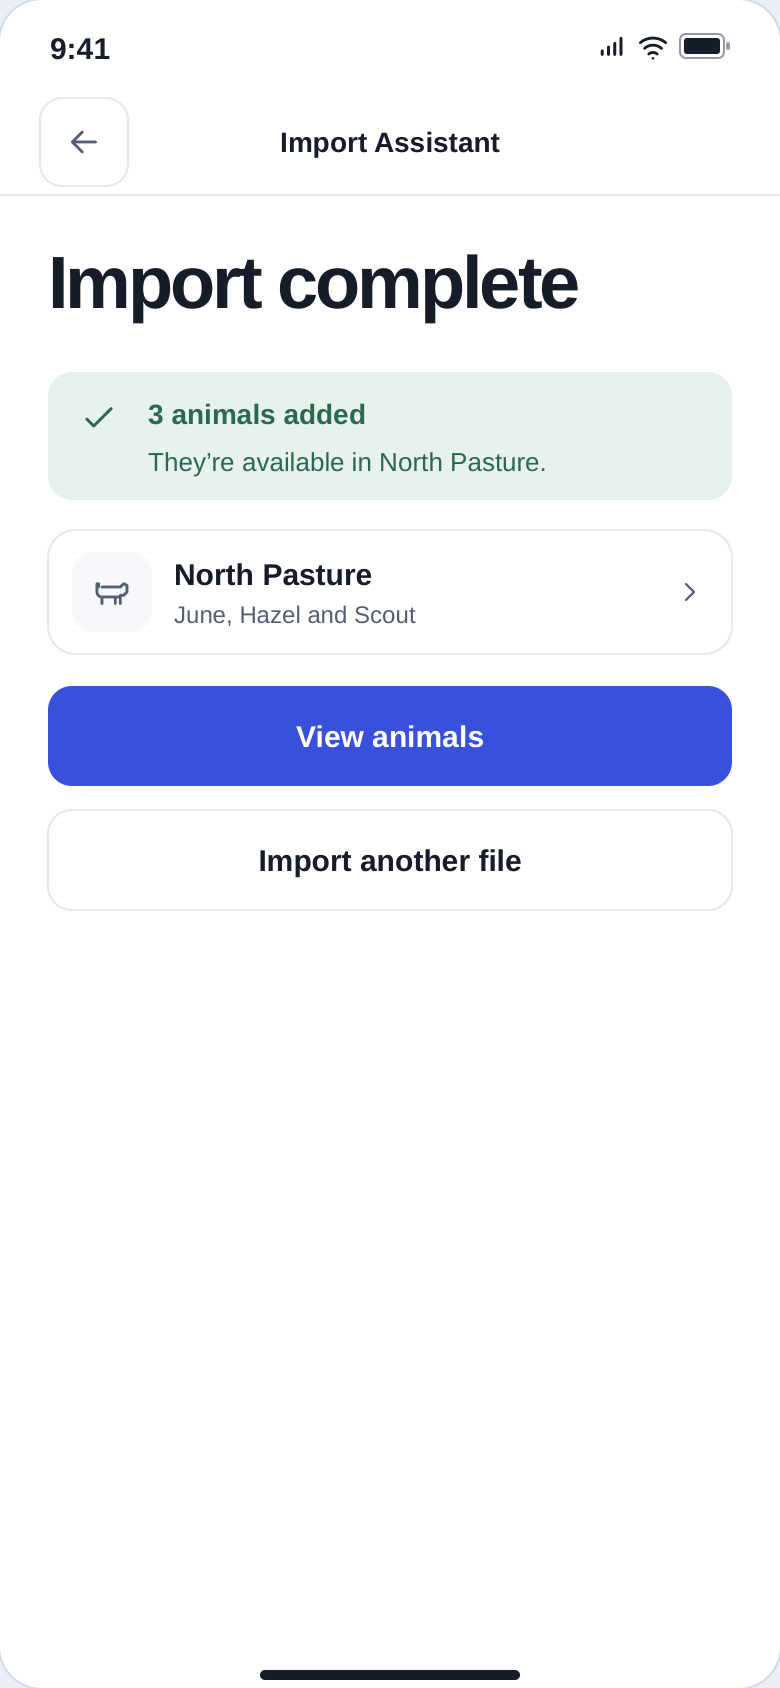 9:41
Import Assistant
Import complete
3 animals added
They’re available in North Pasture.
North Pasture
June, Hazel and Scout
View animals
Import another file